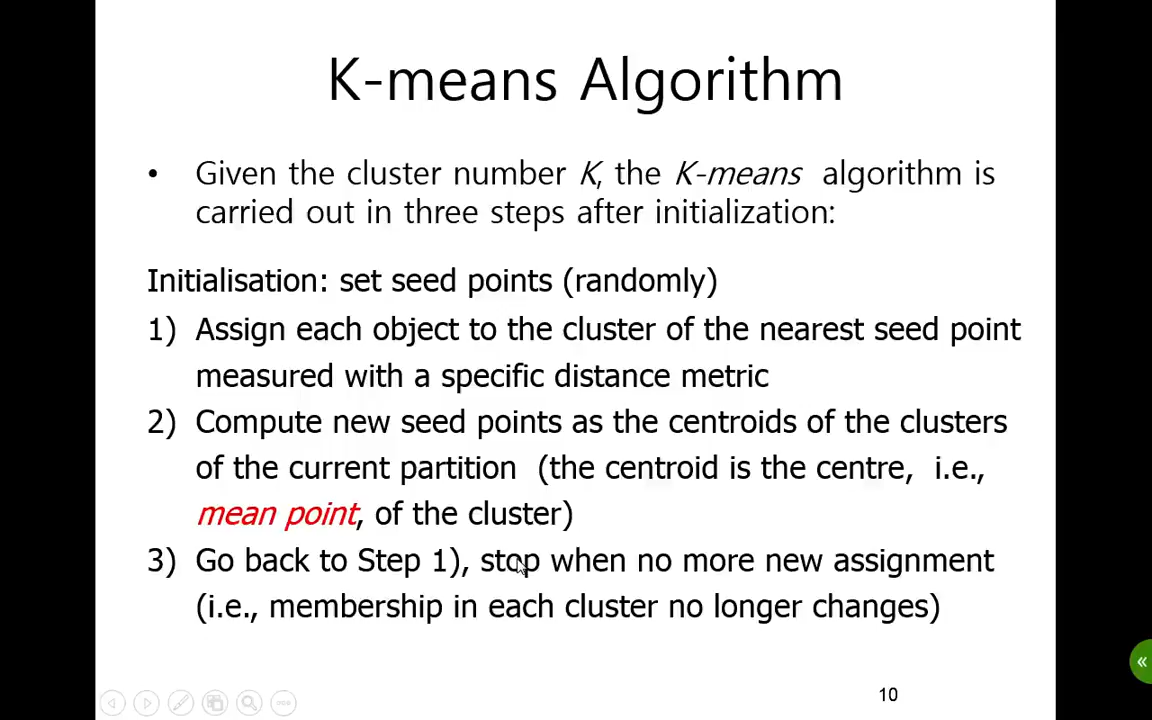 K-means Algorithm
• Given the cluster number K, the K-means algorithm is
carried out in three steps after initialization:
Initialisation: set seed points (randomly)
1) Assign each object to the cluster of the nearest seed point
measured with a specific distance metric
2) Compute new seed points as the centroids of the clusters
of the current partition (the centroid is the centre, i.e.,
mean point, of the cluster)
3) Go back to Step 1), stop when no more new assignment
(i.e., membership in each cluster no longer changes)
10
«